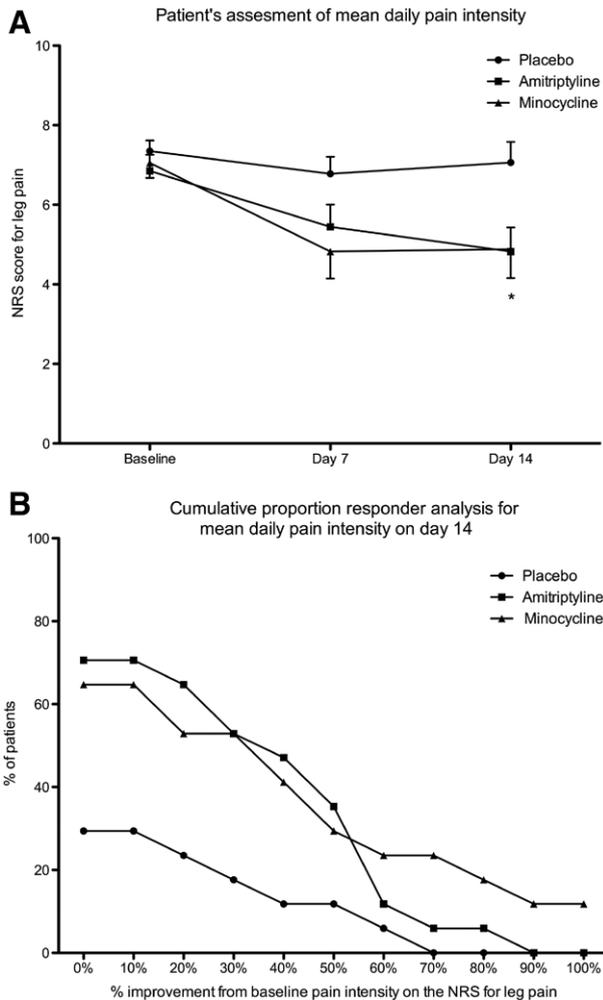 A
Patient's assesment of mean daily pain intensity
10
8
6
4
2
0
NRS score for leg pain
Placebo
Amitriptyline
Minocycline
*
Baseline
Day 7
Day 14
B
Cumulative proportion responder analysis for
mean daily pain intensity on day 14
100
80
60
40
20
0
% of patients
Placebo
Amitriptyline
Minocycline
0% 10% 20% 30% 40% 50% 60% 70% 80% 90% 100%
% improvement from baseline pain intensity on the NRS for leg pain